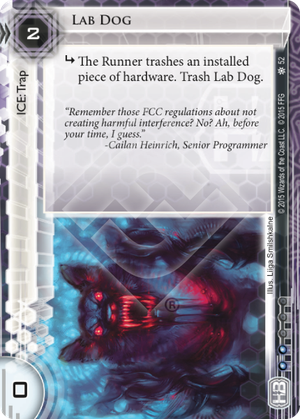 LAB DOG
2
ICE: Trap
The Runner trashes an installed
piece of hardware. Trash Lab Dog.
"Remember those FCC regulations about not
creating harmful interference? No? Ah, before
your time, I guess."
-Cailan Heinrich, Senior Programmer
52
© 2015 Wizards of the Coast LLC. © 2015 FFG
Illus. Liiga Smilshkalne
0
HB